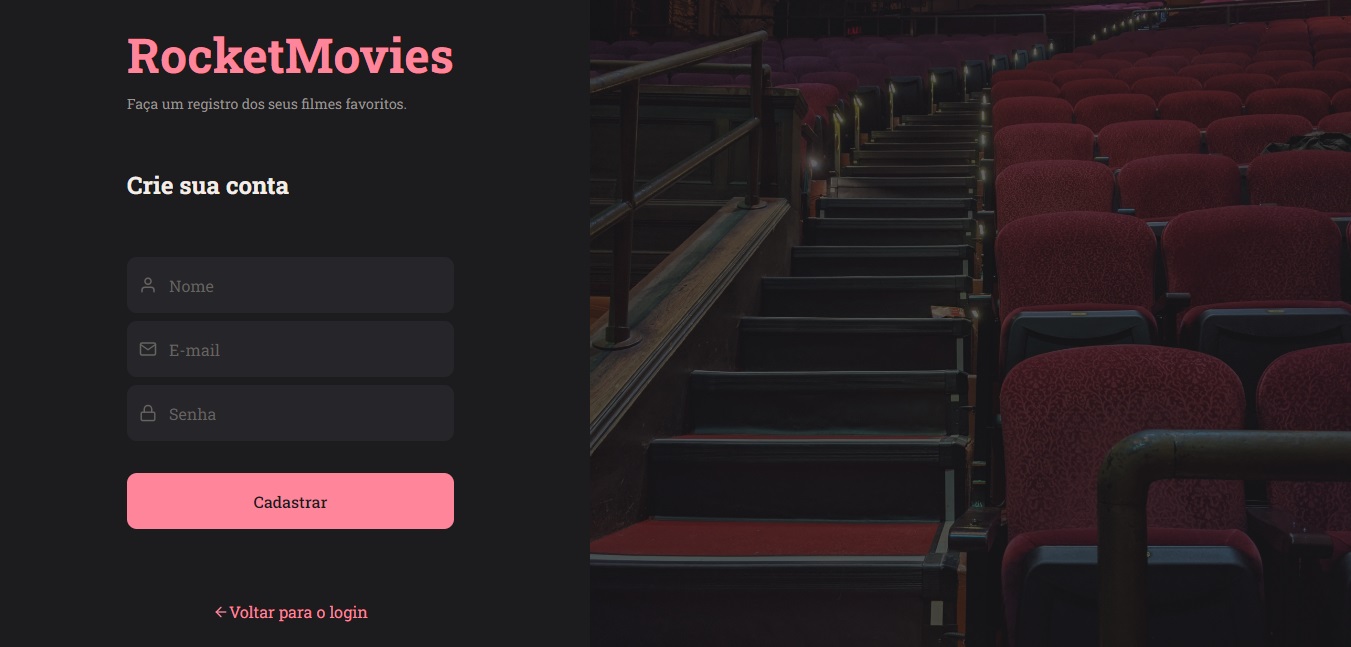 RocketMovies
Faça um registro dos seus filmes favoritos.
Crie sua conta
Nome
E-mail
Senha
Cadastrar
Voltar para o login